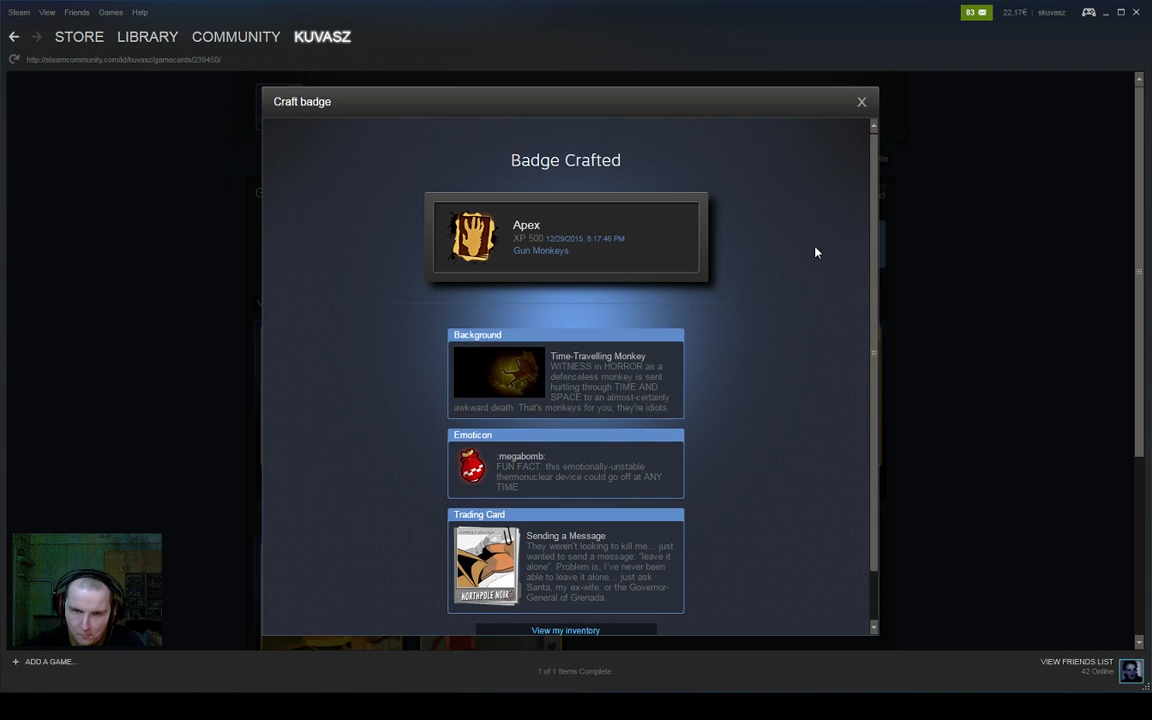 Steam View Friends Games Help
83 22,17€ skuvasz
STORE LIBRARY COMMUNITY KUVASZ
http://steamcommunity.com/id/kuvasz/gamecards/239450/
Craft badge X
Badge Crafted
Apex
XP 500 12/29/2015, 8:17:46 PM
Gun Monkeys
Background
Time-Travelling Monkey
WITNESS in HORROR as a
defenceless monkey is sent
hurtling through TIME AND
SPACE to an almost-certainly
awkward death. That's monkeys for you, they're idiots.
Emoticon
:megabomb:
FUN FACT: this emotionally-unstable
thermonuclear device could go off at ANY
TIME.
Trading Card
Sending a Message
They weren't looking to kill me... just
wanted to send a message: "leave it
alone". Problem is, I've never been
able to leave it alone... just ask
Santa, my ex-wife, or the Governor-
General of Grenada.
NORTHPOLE NOIR
View my inventory
+ ADD A GAME...
1 of 1 Items Complete
VIEW FRIENDS LIST
42 Online